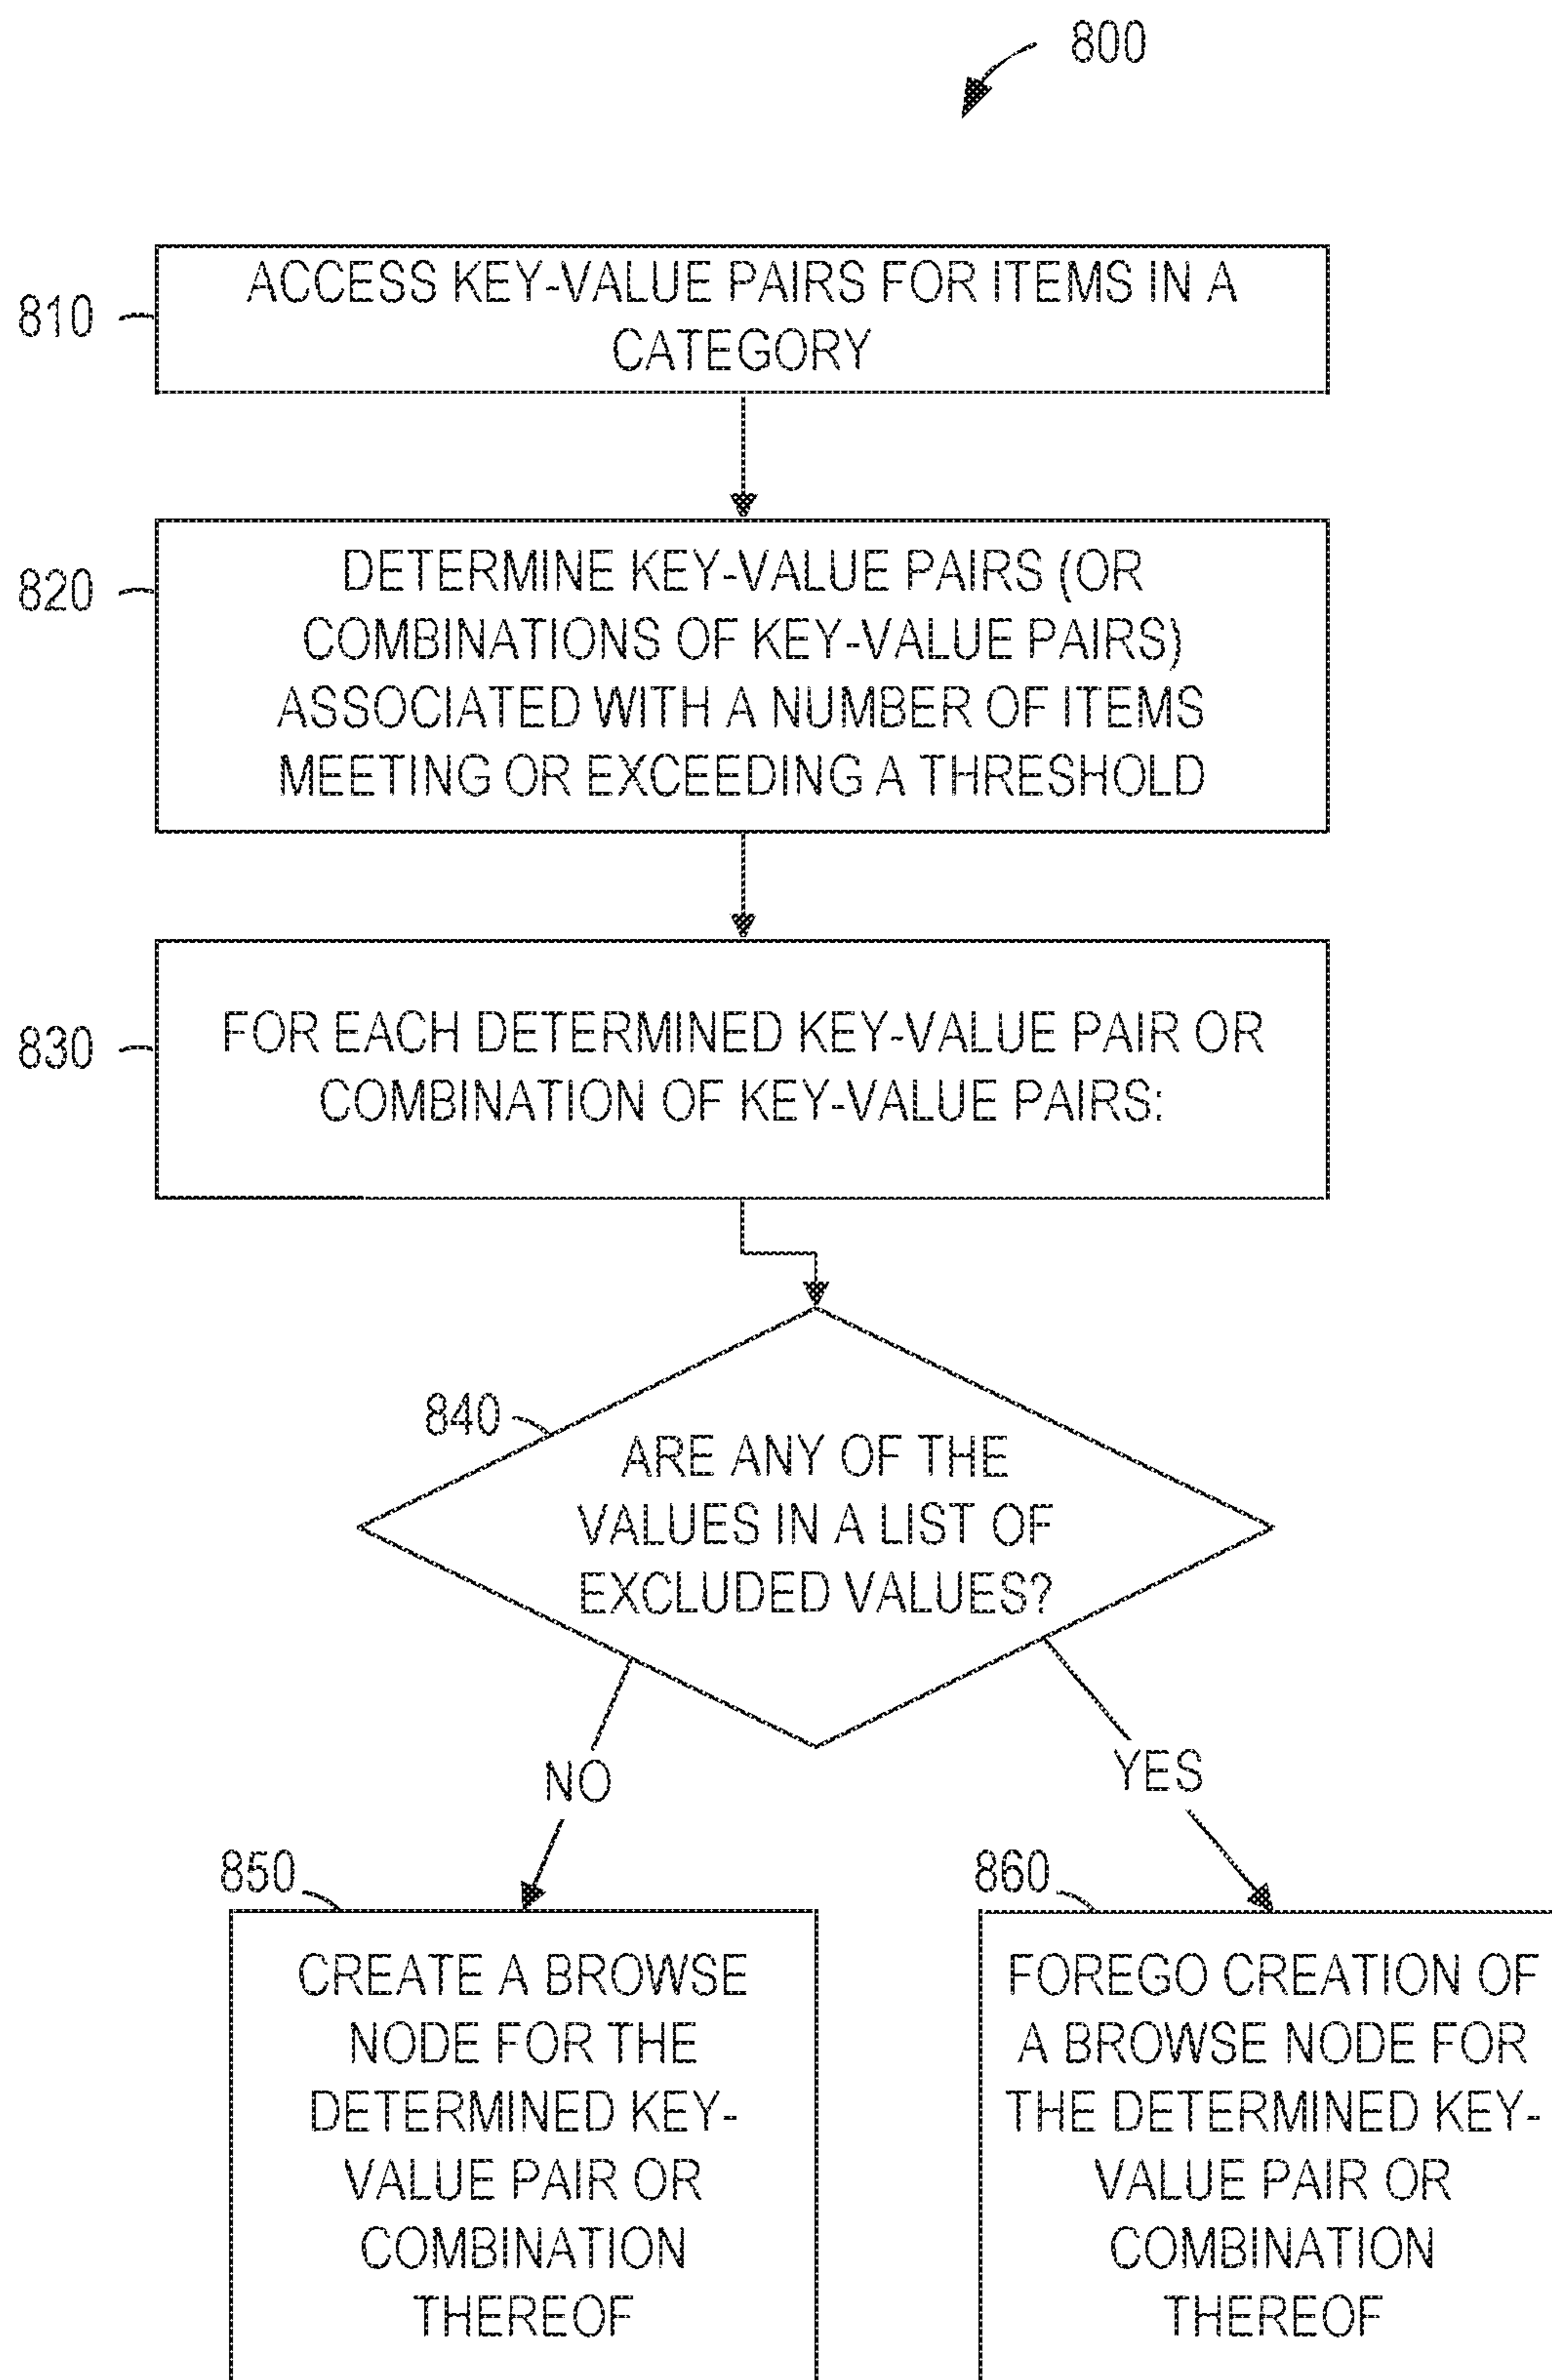 800
810
ACCESS KEY-VALUE PAIRS FOR ITEMS IN A
CATEGORY
820
DETERMINE KEY-VALUE PAIRS (OR
COMBINATIONS OF KEY-VALUE PAIRS)
ASSOCIATED WITH A NUMBER OF ITEMS
MEETING OR EXCEEDING A THRESHOLD
830
FOR EACH DETERMINED KEY-VALUE PAIR OR
COMBINATION OF KEY-VALUE PAIRS:
840
ARE ANY OF THE
VALUES IN A LIST OF
EXCLUDED VALUES?
NO
YES
850
CREATE A BROWSE
NODE FOR THE
DETERMINED KEY-
VALUE PAIR OR
COMBINATION
THEREOF
860
FOREGO CREATION OF
A BROWSE NODE FOR
THE DETERMINED KEY-
VALUE PAIR OR
COMBINATION
THEREOF